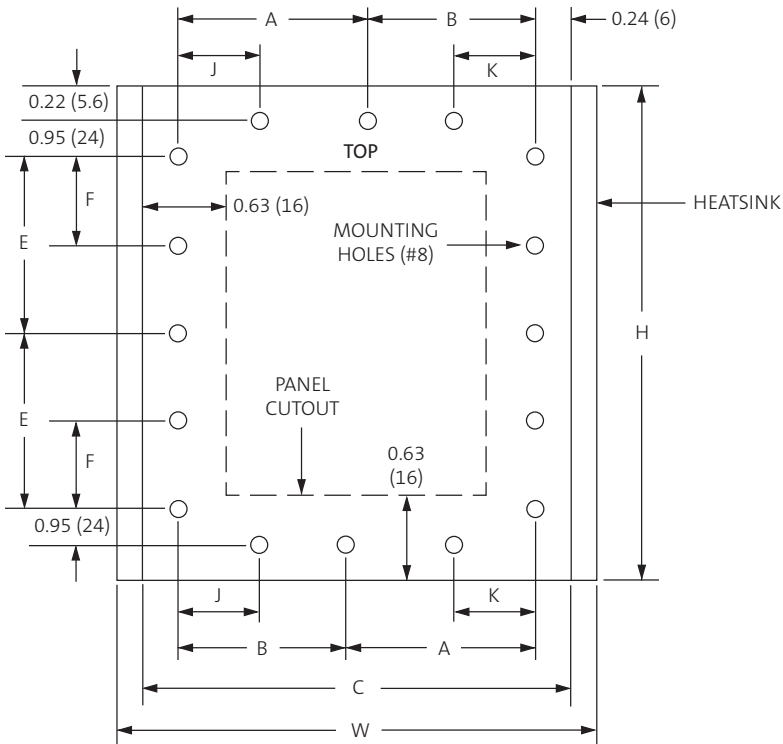 A
B
0.24 (6)
J
K
0.22 (5.6)
0.95 (24)
TOP
F
0.63 (16)
HEATSINK
E
MOUNTING
HOLES (#8)
H
PANEL
CUTOUT
E
F
0.63
(16)
0.95 (24)
J
K
B
A
C
W